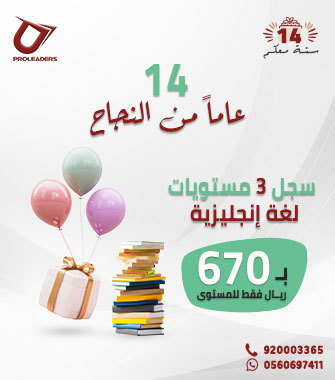 PROLEADERS
14
سنة معكم
14
عاماً من النجاح
سجل 3 مستويات
لغة إنجليزية
بـ 670
ريال فقط للمستوى
920003365
0560697411